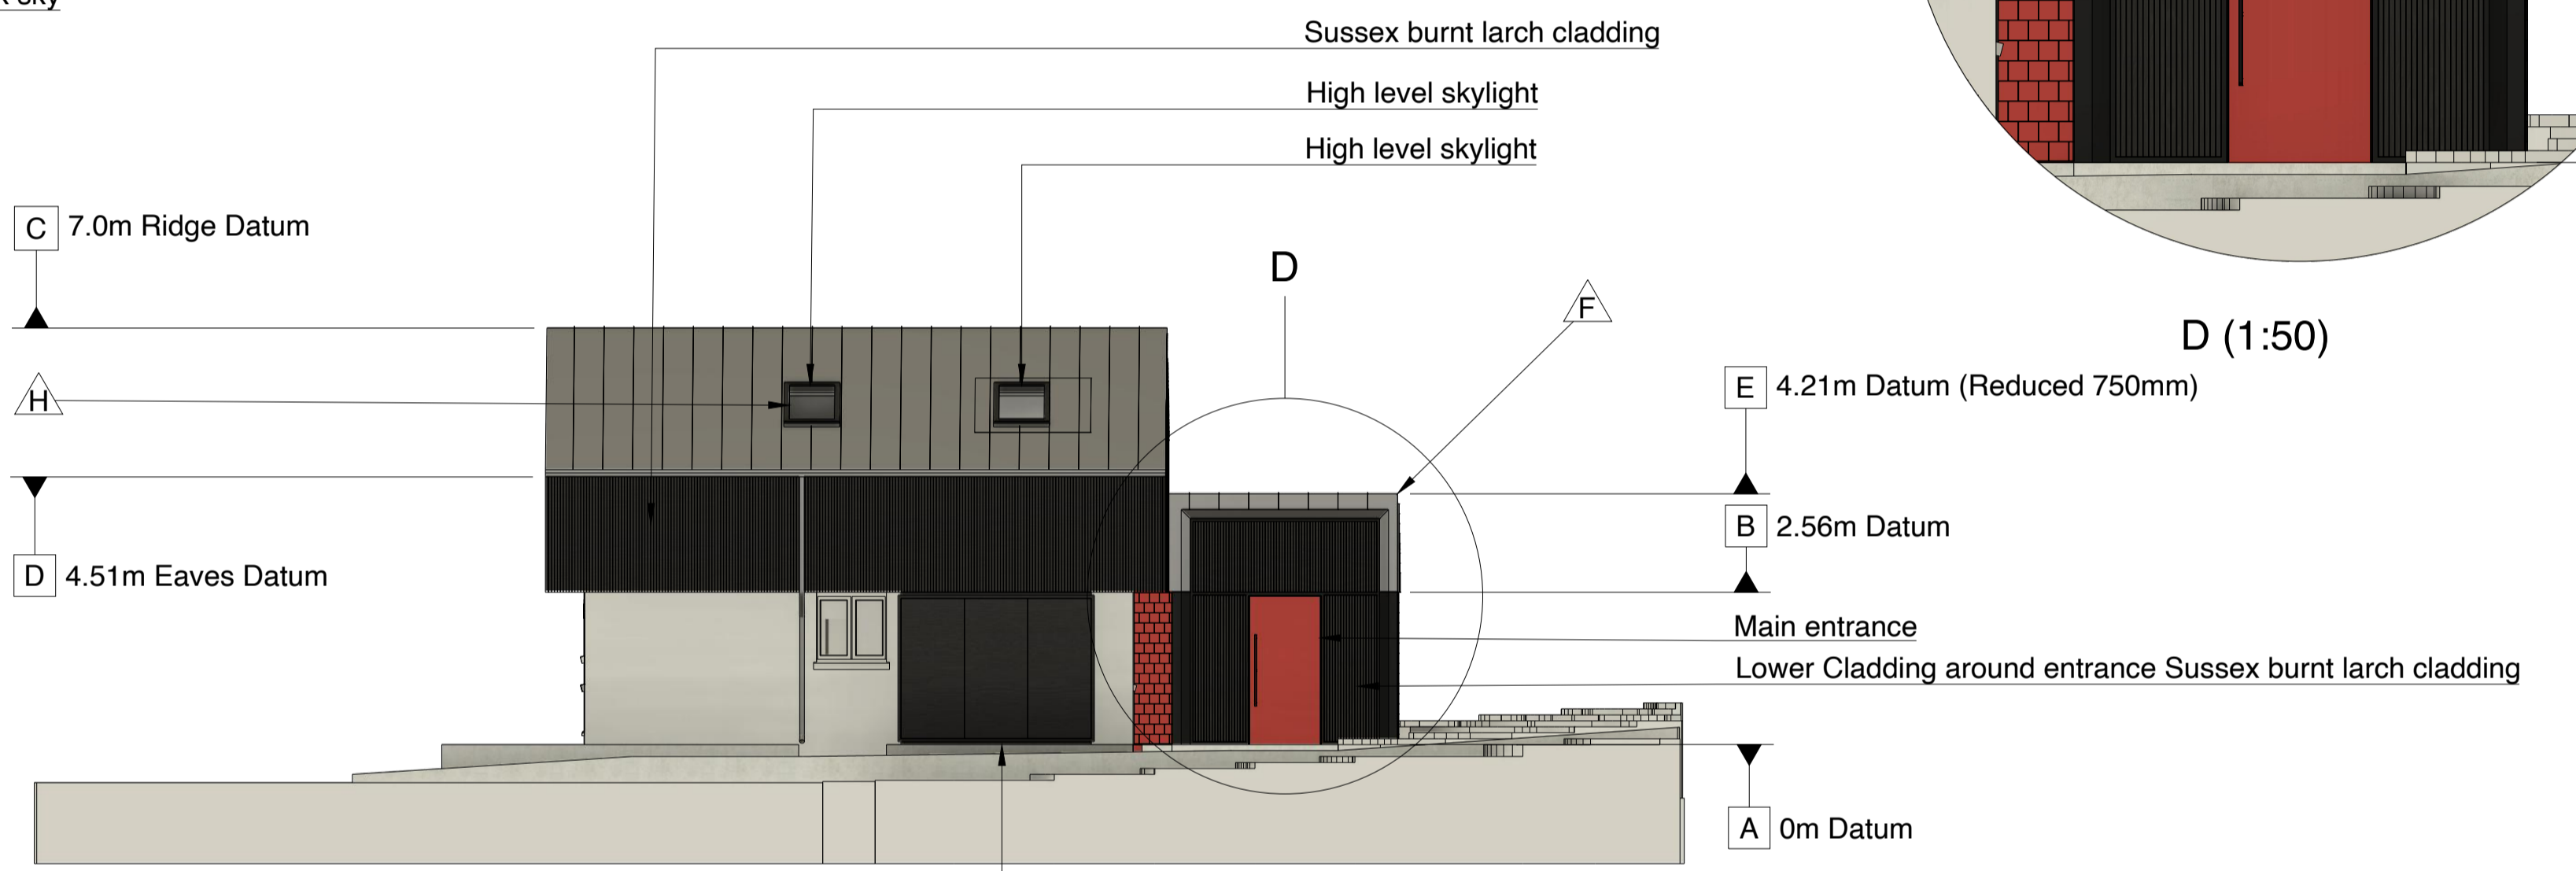 sky
Sussex burnt larch cladding
High level skylight
High level skylight
C 7.0m Ridge Datum
D
F
D (1:50)
H
E 4.21m Datum (Reduced 750mm)
B 2.56m Datum
D 4.51m Eaves Datum
Main entrance
Lower Cladding around entrance Sussex burnt larch cladding
A 0m Datum